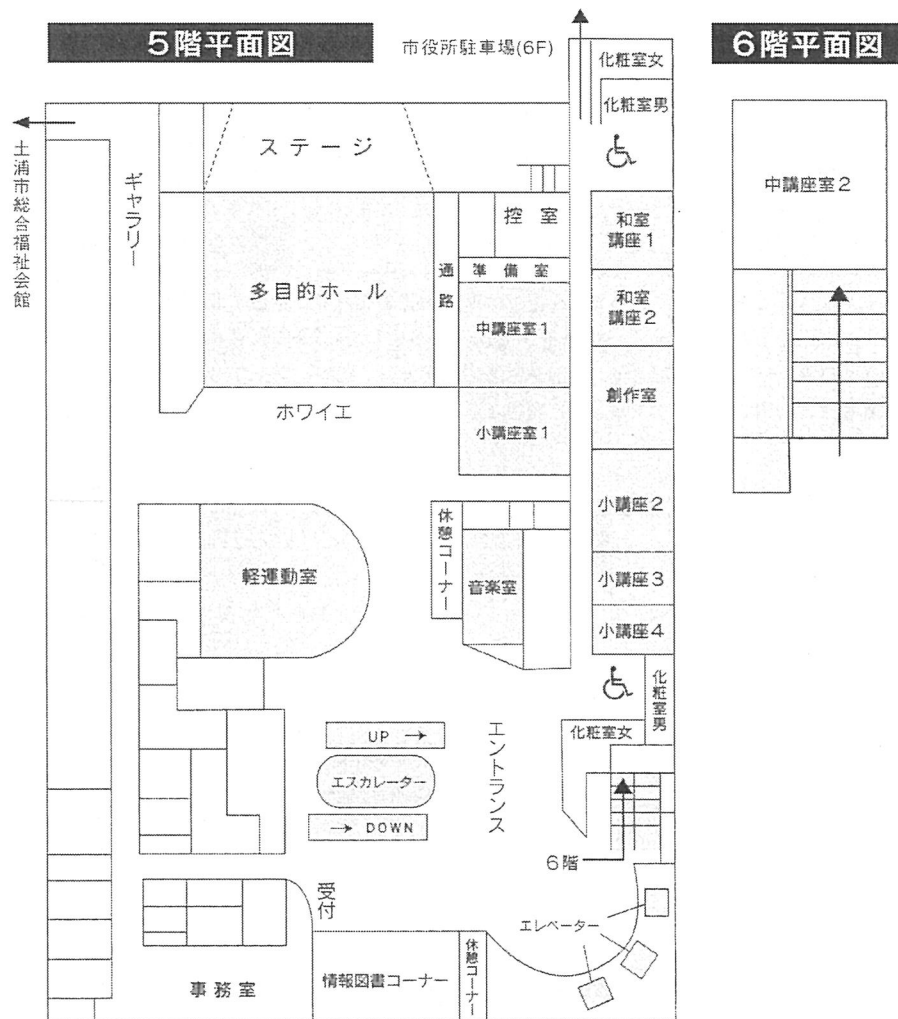 5階平面図
市役所駐車場(6F)
6階平面図
化粧室女
化粧室男
土浦市総合福祉会館
ステージ
ギャラリー
控室
和室
講座1
中講座室2
通路
準備室
多目的ホール
和室
講座2
中講座室1
創作室
ホワイエ
小講座室1
小講座2
休憩コーナー
軽運動室
音楽室
小講座3
小講座4
化粧室男
化粧室女
UP →
エントランス
エスカレーター
→ DOWN
6階
受付
エレベーター
事務室
情報図書コーナー
休憩コーナー